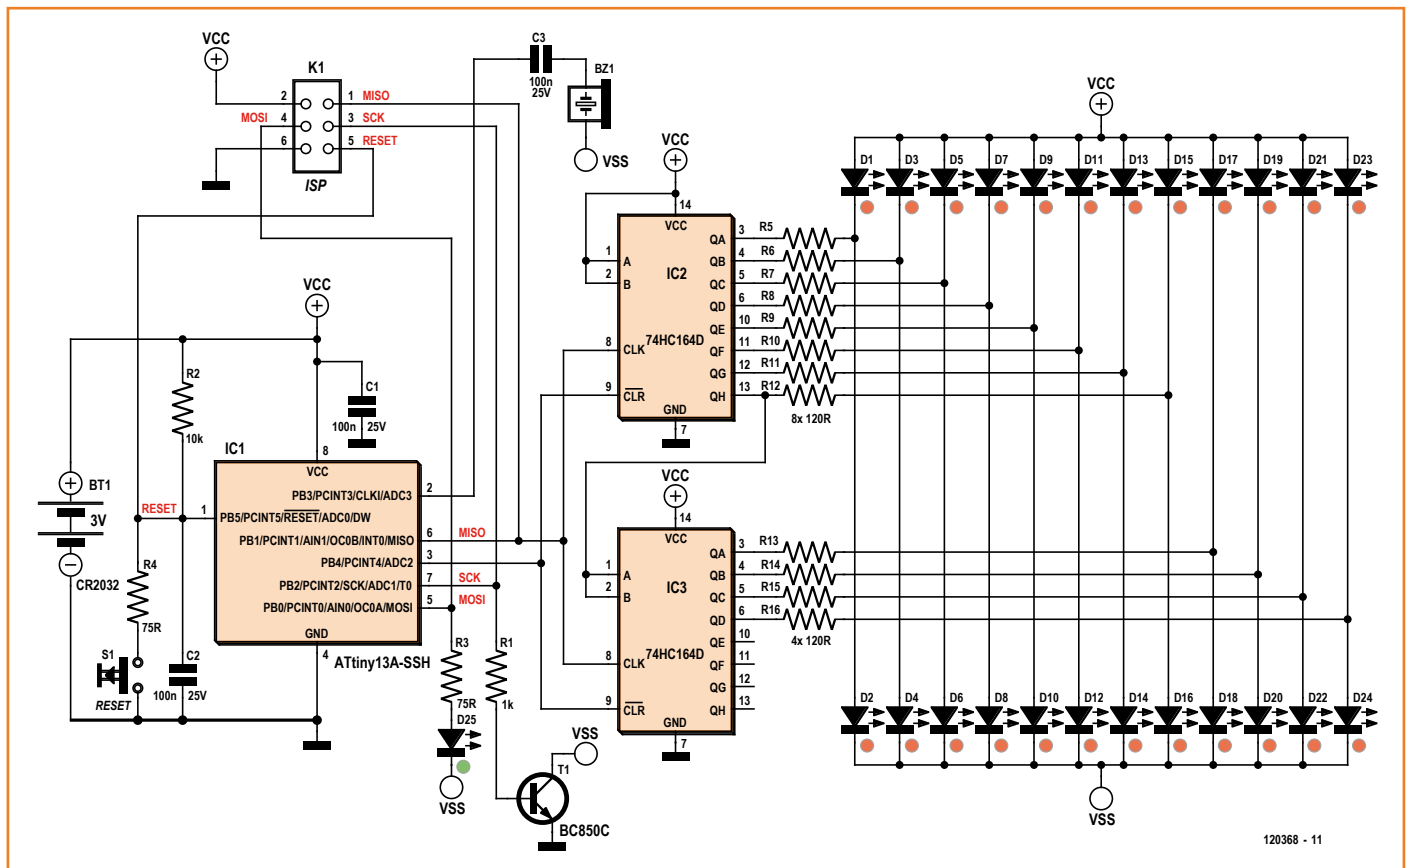 VCC
K1
2
1
MISO
MOSI
4
3
SCK
6
5
RESET
ISP
C3
100n
25V
BZ1
VSS
VCC
14
VCC
1
A
2
B
IC2
74HC164D
8
CLK
9
CLR
GND
7
QA
3
R5
QB
4
R6
QC
5
R7
QD
6
R8
QE
10
R9
QF
11
R10
QG
12
R11
QH
13
R12
8x 120R
VCC
D1
D3
D5
D7
D9
D11
D13
D15
D17
D19
D21
D23
VCC
R2
10k
C1
100n
25V
IC1
8
VCC
PB3/PCINT3/CLKI/ADC3
2
PB5/PCINT5/RESET/ADC0/DW
1
RESET
PB1/PCINT1/AIN1/OC0B/INT0/MISO
6
MISO
PB4/PCINT4/ADC2
3
PB2/PCINT2/SCK/ADC1/T0
7
SCK
PB0/PCINT0/AIN0/OC0A/MOSI
5
MOSI
GND
4
ATtiny13A-SSH
BT1
3V
CR2032
R4
75R
S1
RESET
C2
100n
25V
R3
75R
D25
VSS
R1
1k
T1
VSS
BC850C
VCC
14
VCC
1
A
2
B
IC3
74HC164D
8
CLK
9
CLR
GND
7
QA
3
R13
QB
4
R14
QC
5
R15
QD
6
R16
4x 120R
QE
10
QF
11
QG
12
QH
13
D2
D4
D6
D8
D10
D12
D14
D16
D18
D20
D22
D24
VSS
120368 - 11